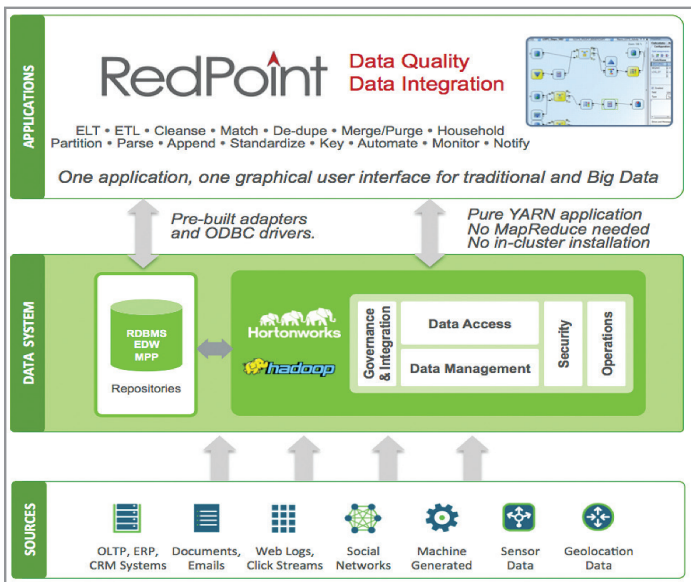 APPLICATIONS
RedPoint
Data Quality
Data Integration
ELT • ETL • Cleanse • Match • De-dupe • Merge/Purge • Household
Partition • Parse • Append • Standardize • Key • Automate • Monitor • Notify
One application, one graphical user interface for traditional and Big Data
Pre-built adapters
and ODBC drivers.
Pure YARN application
No MapReduce needed
No in-cluster installation
DATA SYSTEM
RDBMS
EDW
MPP
Repositories
Hortonworks
hadoop
Governance
& Integration
Data Access
Data Management
Security
Operations
SOURCES
OLTP, ERP,
CRM Systems
Documents,
Emails
Web Logs,
Click Streams
Social
Networks
Machine
Generated
Sensor
Data
Geolocation
Data